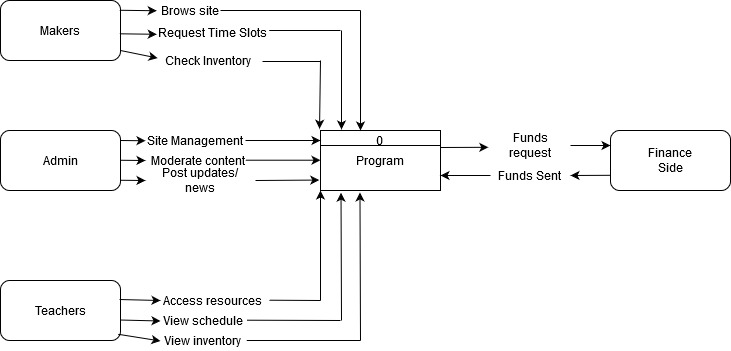 Makers
Brows site
Request Time Slots
Check Inventory
Admin
Site Management
Moderate content
Post updates/
news
0
Program
Funds
request
Funds Sent
Finance
Side
Teachers
Access resources
View schedule
View inventory